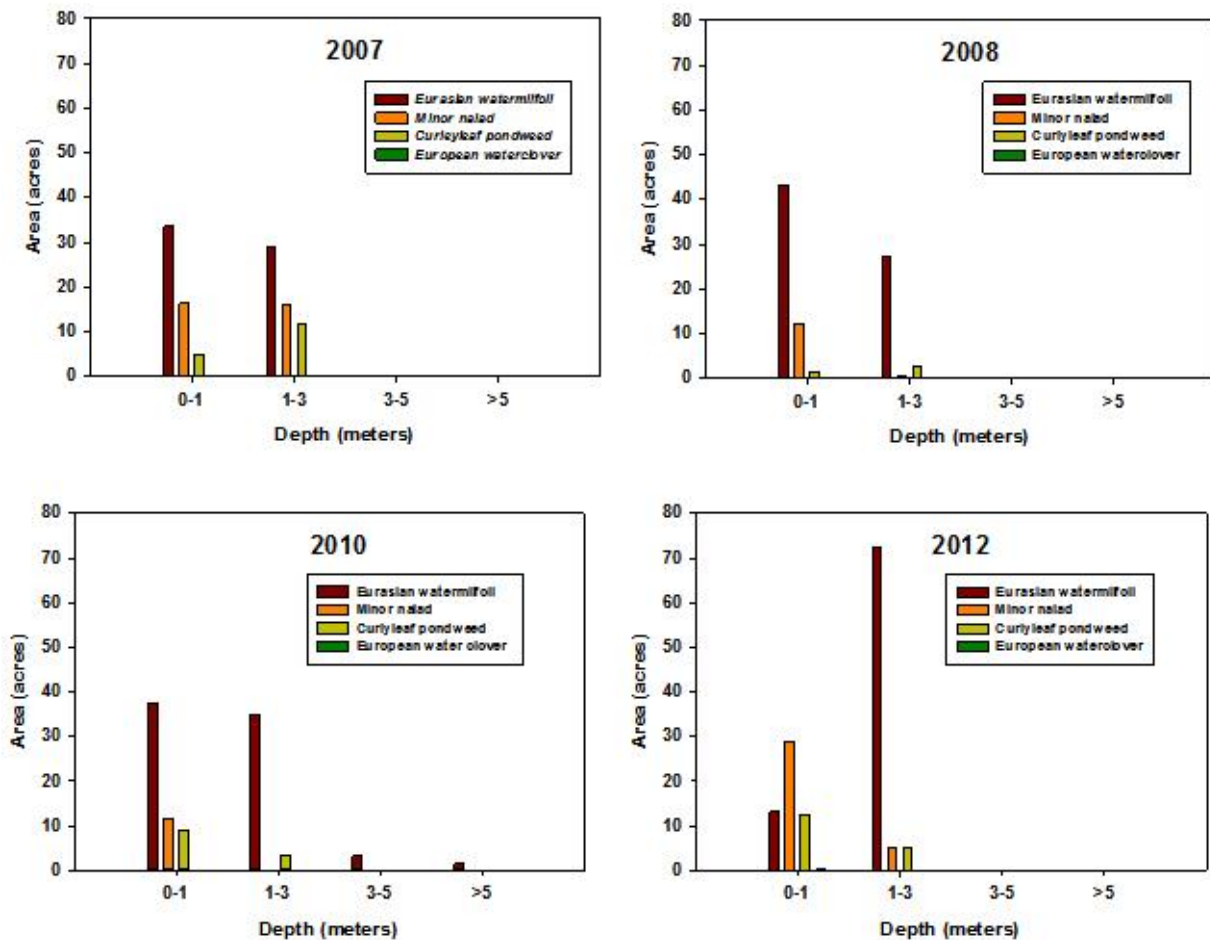 2007
Eurasian watermilfoil
Minor naiad
Curleyleaf pondweed
European waterclover
80
70
60
50
40
30
20
10
0
Area (acres)
0-1
1-3
3-5
>5
Depth (meters)
2008
Eurasian watermilfoil
Minor naiad
Curlyleaf pondweed
European waterclover
80
70
60
50
40
30
20
10
0
Area (acres)
0-1
1-3
3-5
>5
Depth (meters)
2010
Eurasian watermilfoil
Minor naiad
Curlyleaf pondweed
European water clover
80
70
60
50
40
30
20
10
0
Area (acres)
0-1
1-3
3-5
>5
Depth (meters)
2012
Eurasian watermilfoil
Minor naiad
Curlyleaf pondweed
European waterclover
80
70
60
50
40
30
20
10
0
Area (acres)
0-1
1-3
3-5
>5
Depth (meters)